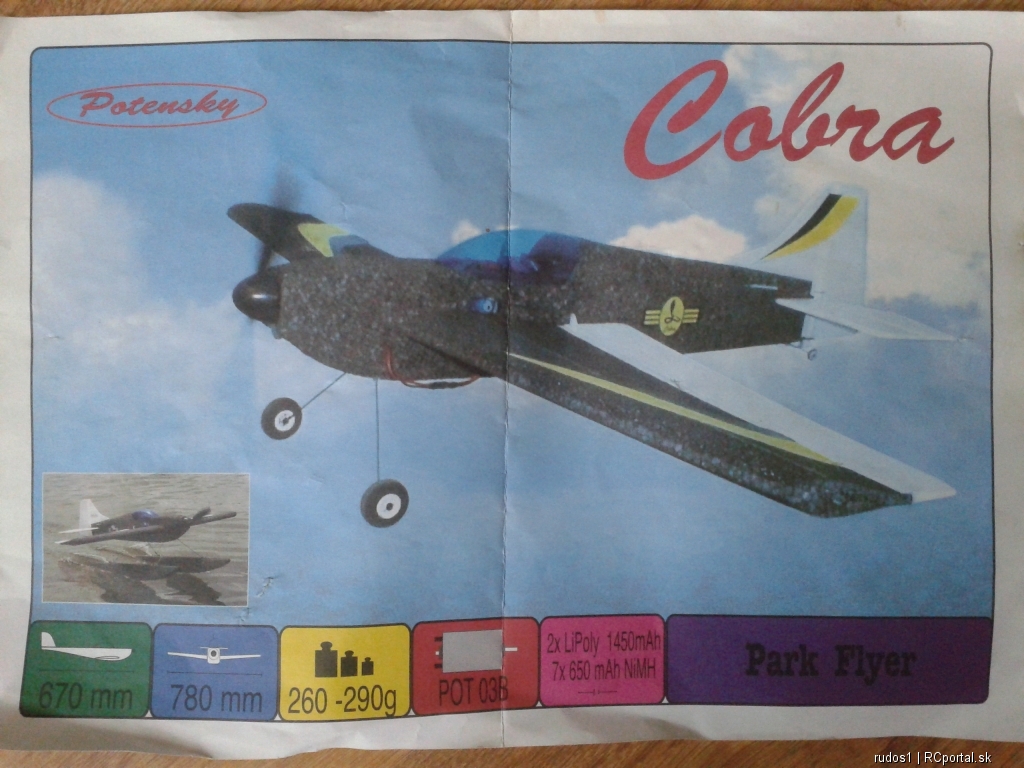 Potensky
Cobra
670 mm
780 mm
260 -290g
POT 03B
2x LiPoly 1450mAh
7x 650 mAh NiMH
Park Flyer
rudos1 | RCportal.sk